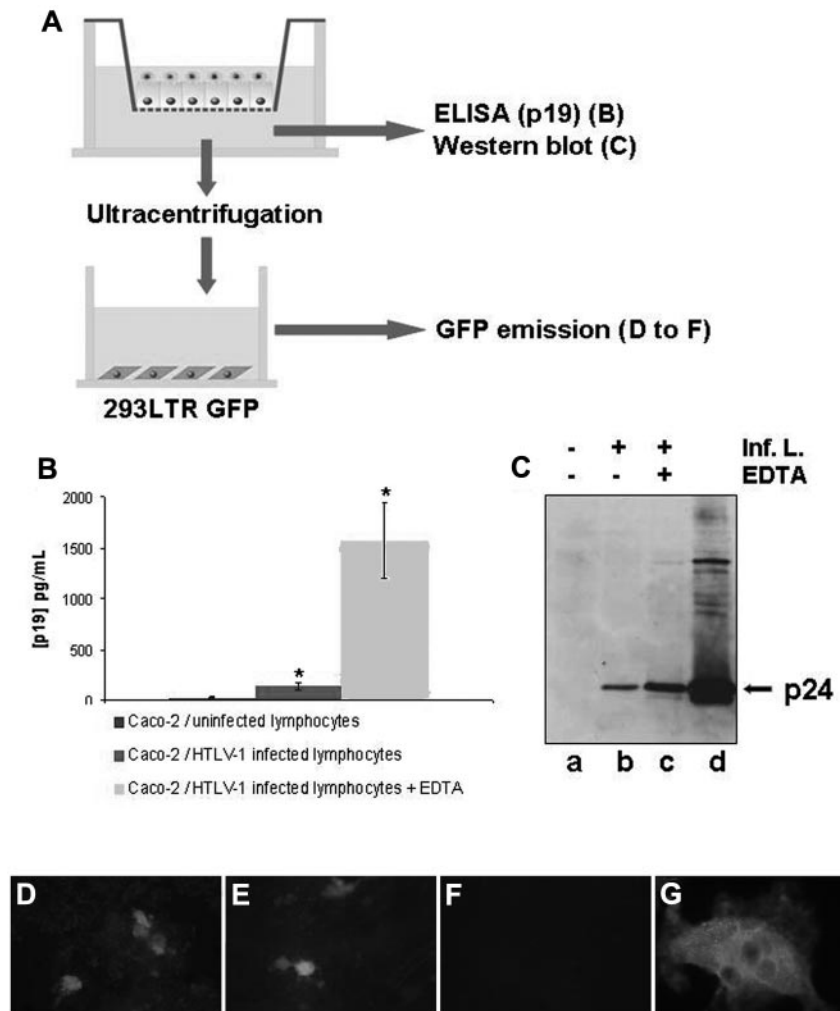 A
ELISA (p19) (B)
Western blot (C)
Ultracentrifugation
GFP emission (D to F)
293LTR GFP
B
[p19] pg/mL
2000
1500
1000
500
0
*
*
Caco-2 / uninfected lymphocytes
Caco-2 / HTLV-1 infected lymphocytes
Caco-2 / HTLV-1 infected lymphocytes + EDTA
C
- + + Inf. L.
- - + EDTA
p24
a b c d
D E F G